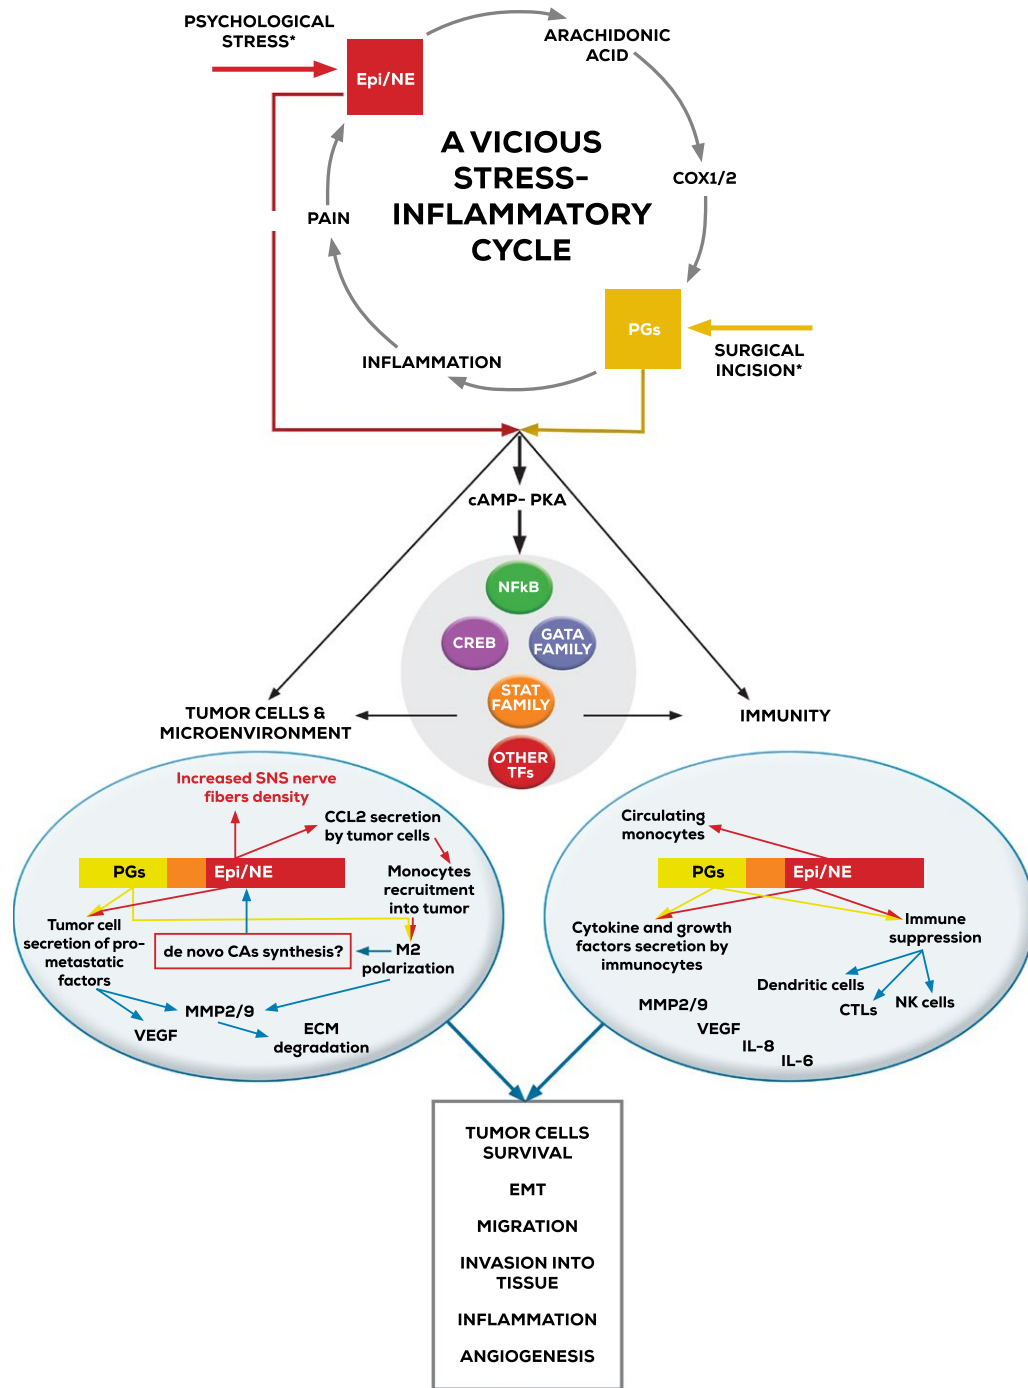 PSYCHOLOGICAL
STRESS*
Epi/NE
ARACHIDONIC
ACID
A VICIOUS
STRESS-
INFLAMMATORY
CYCLE
COX1/2
PAIN
PGs
INFLAMMATION
SURGICAL
INCISION*
cAMP- PKA
NFkB
CREB
GATA
FAMILY
STAT
FAMILY
OTHER
TFs
TUMOR CELLS &
MICROENVIRONMENT
IMMUNITY
Increased SNS nerve
fibers density
CCL2 secretion
by tumor cells
PGs
Epi/NE
Monocytes
recruitment
into tumor
Tumor cell
secretion of pro-
metastatic
factors
de novo CAs synthesis?
M2
polarization
MMP2/9
VEGF
ECM
degradation
Circulating
monocytes
PGs
Epi/NE
Cytokine and growth
factors secretion by
immunocytes
Immune
suppression
Dendritic cells
CTLs
NK cells
MMP2/9
VEGF
IL-8
IL-6
TUMOR CELLS
SURVIVAL
EMT
MIGRATION
INVASION INTO
TISSUE
INFLAMMATION
ANGIOGENESIS